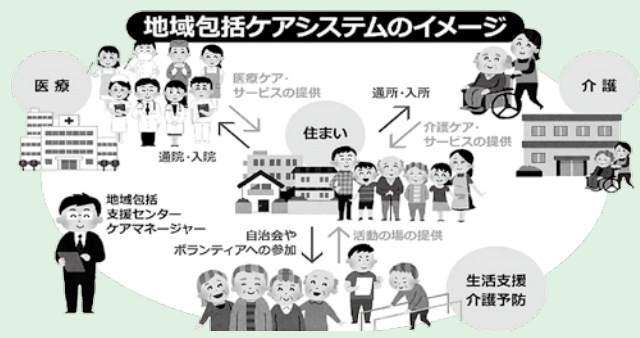 地域包括ケアシステムのイメージ
医療
医療ケア・
サービスの提供
通院・入院
住まい
通所・入所
介護ケア・
サービスの提供
介護
地域包括
支援センター
ケアマネージャー
自治会や
ボランティアへの参加
活動の場の提供
生活支援
介護予防